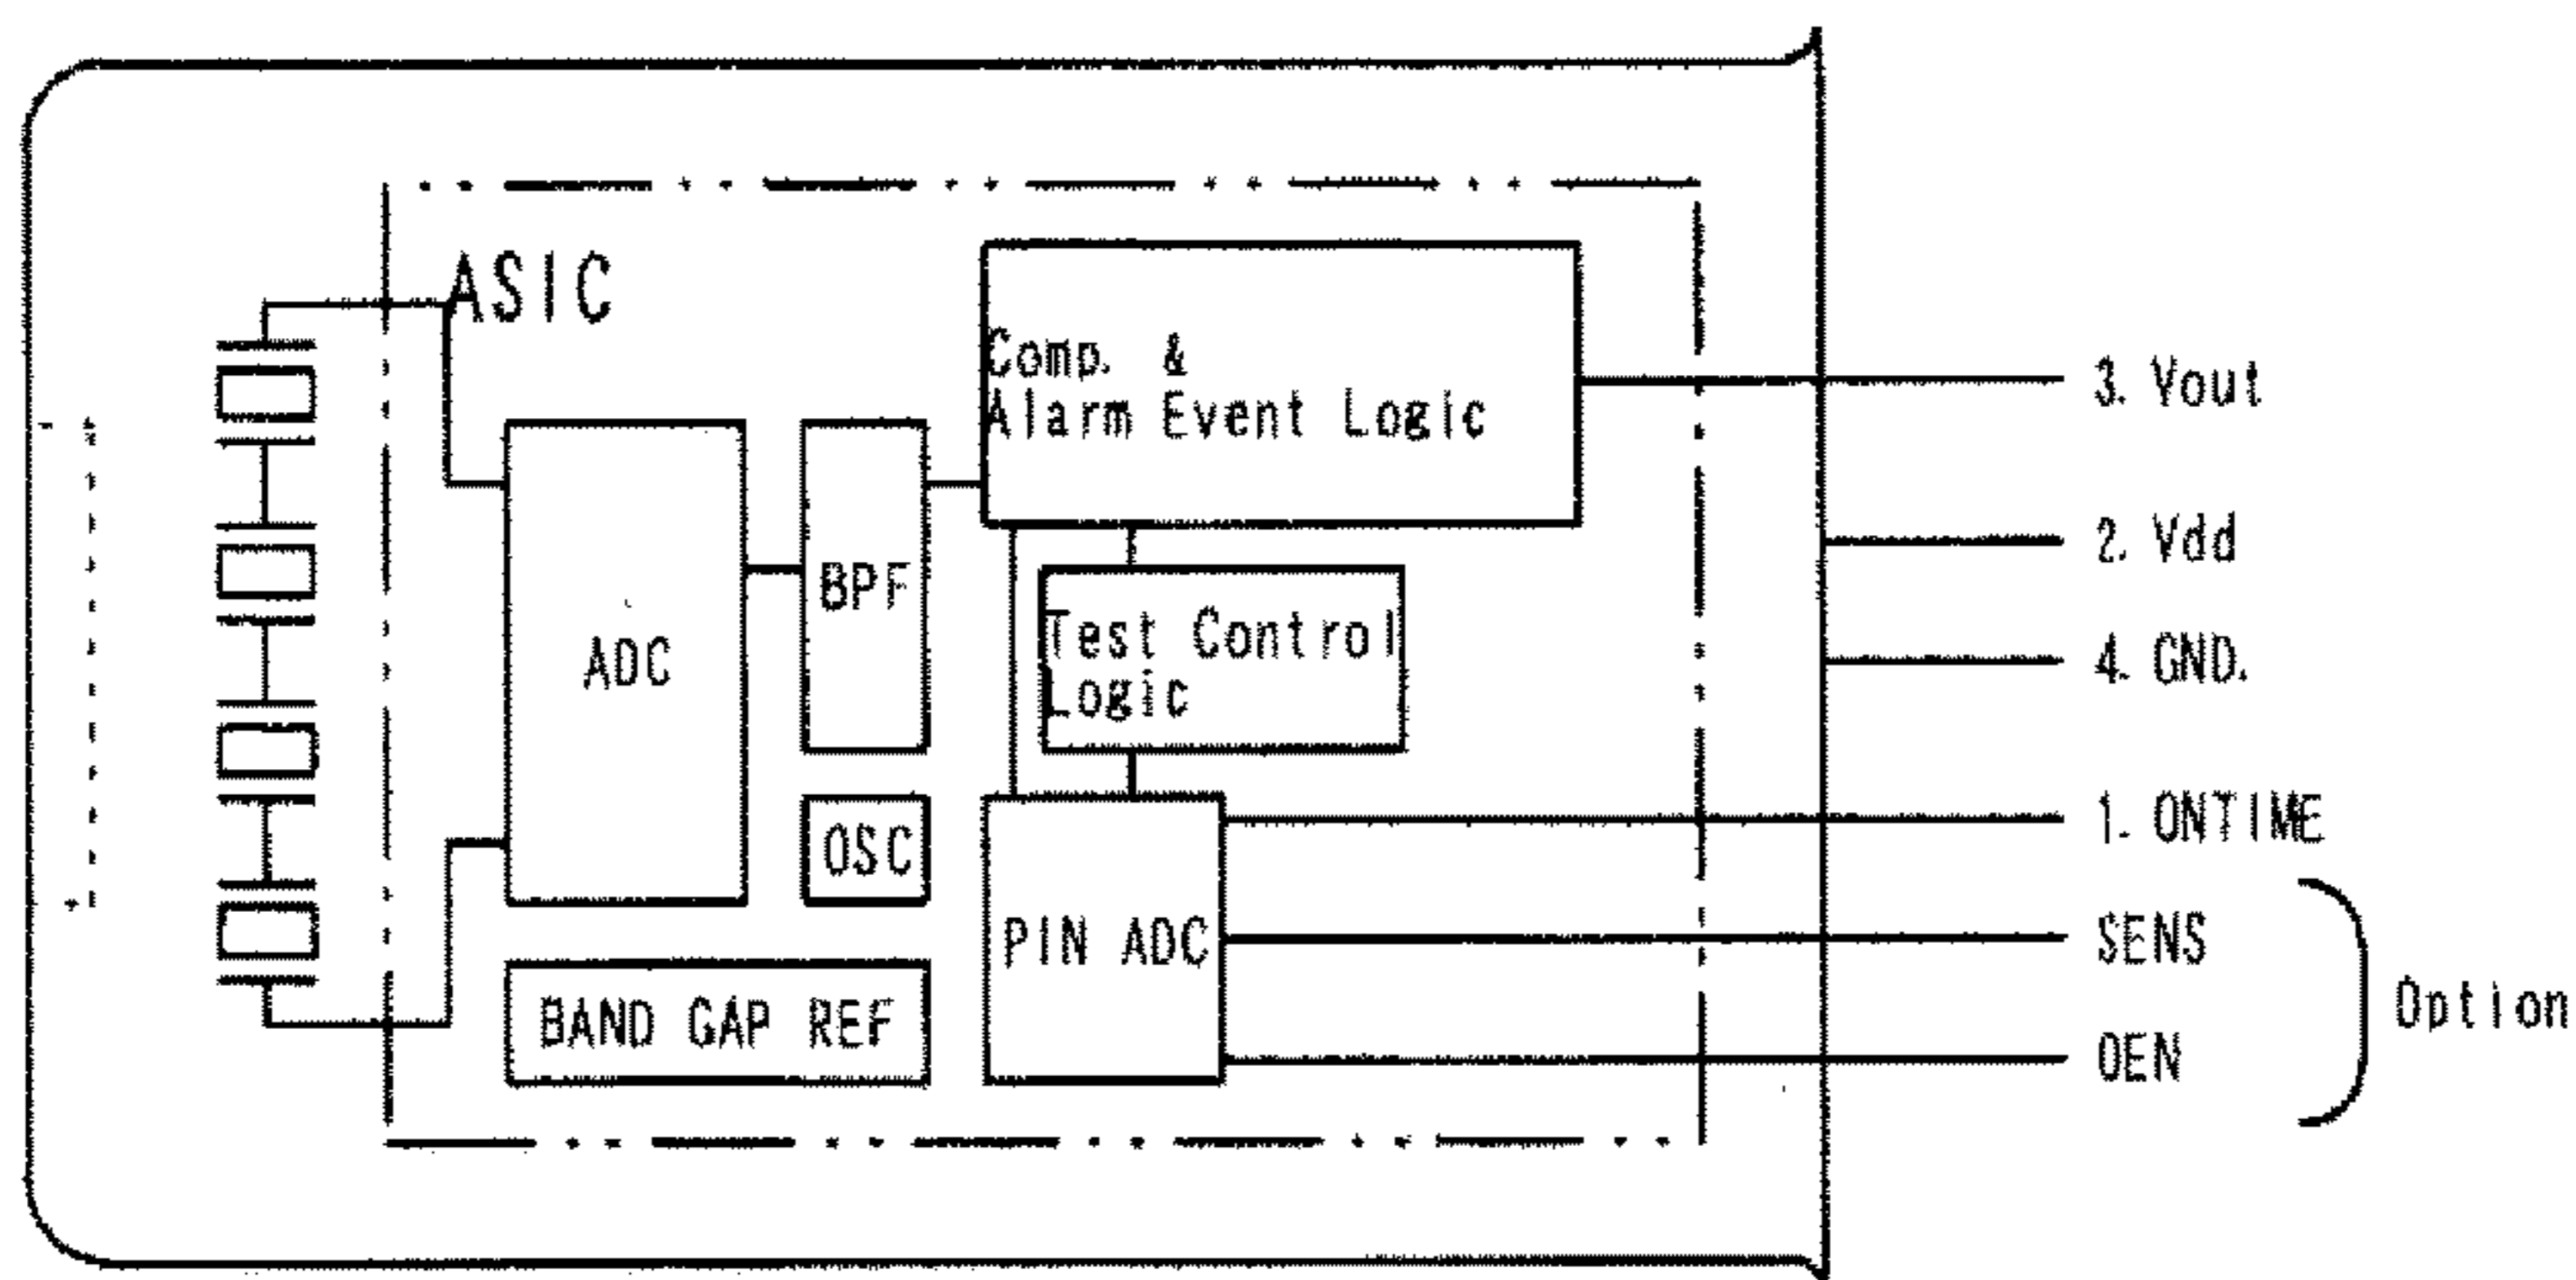 ASIC
Comp. &
Alarm Event Logic
3. Vout
2. Vdd
BPF
Test Control
Logic
ADC
4. GND.
1. ONTIME
OSC
PIN ADC
SENS
BAND GAP REF
Option
OEN